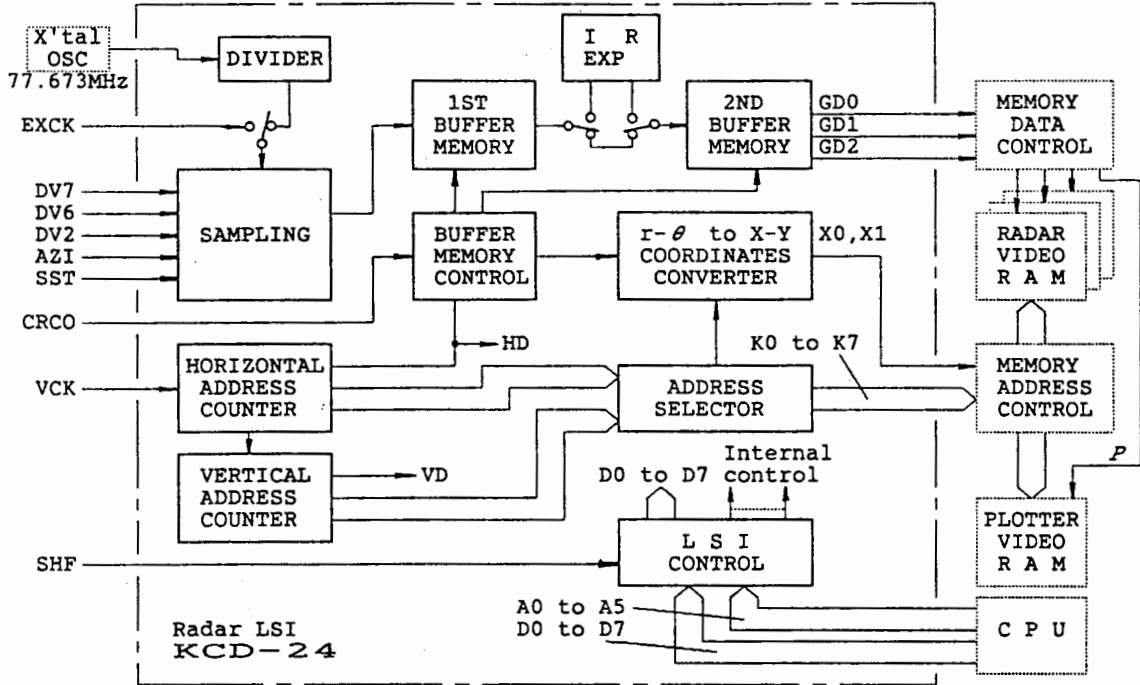 X'tal
OSC
77.673MHz
DIVIDER
I R
EXP
EXCK
1ST
BUFFER
MEMORY
2ND
BUFFER
MEMORY
GD0
GD1
GD2
MEMORY
DATA
CONTROL
DV7
DV6
DV2
AZI
SST
SAMPLING
BUFFER
MEMORY
CONTROL
r-θ to X-Y
COORDINATES
CONVERTER
X0,X1
RADAR
VIDEO
R A M
CRCO
HD
K0 to K7
VCK
HORIZONTAL
ADDRESS
COUNTER
ADDRESS
SELECTOR
MEMORY
ADDRESS
CONTROL
VERTICAL
ADDRESS
COUNTER
VD
D0 to D7
Internal
control
P
PLOTTER
VIDEO
R A M
SHF
L S I
CONTROL
A0 to A5
D0 to D7
C P U
Radar LSI
KCD-24